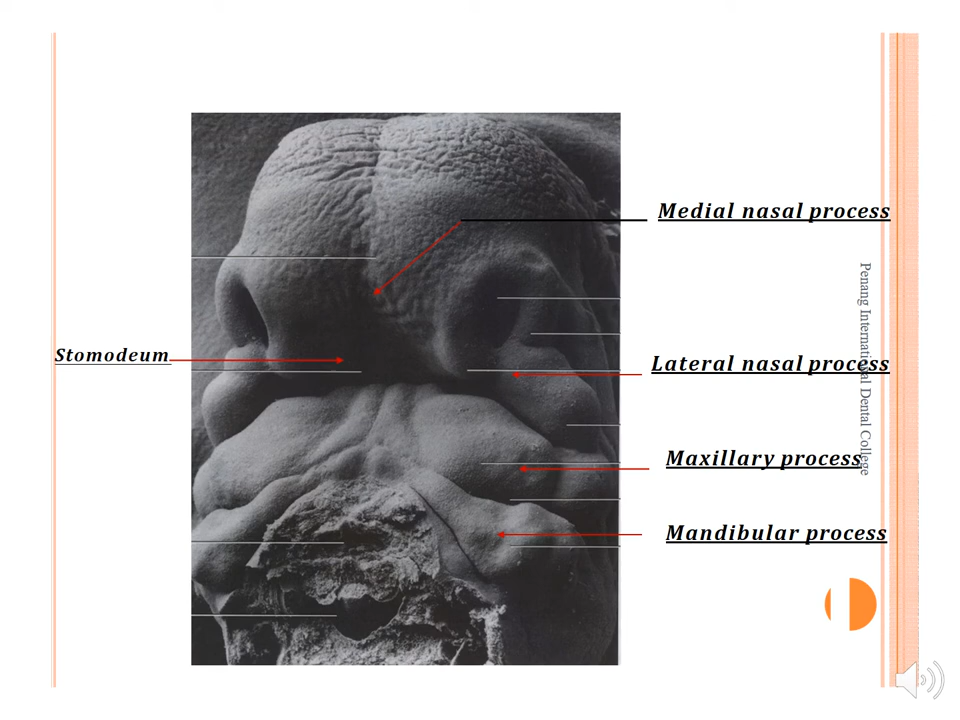 Medial nasal process
Stomodeum
Lateral nasal process
Maxillary process
Mandibular process
Penang International Dental College